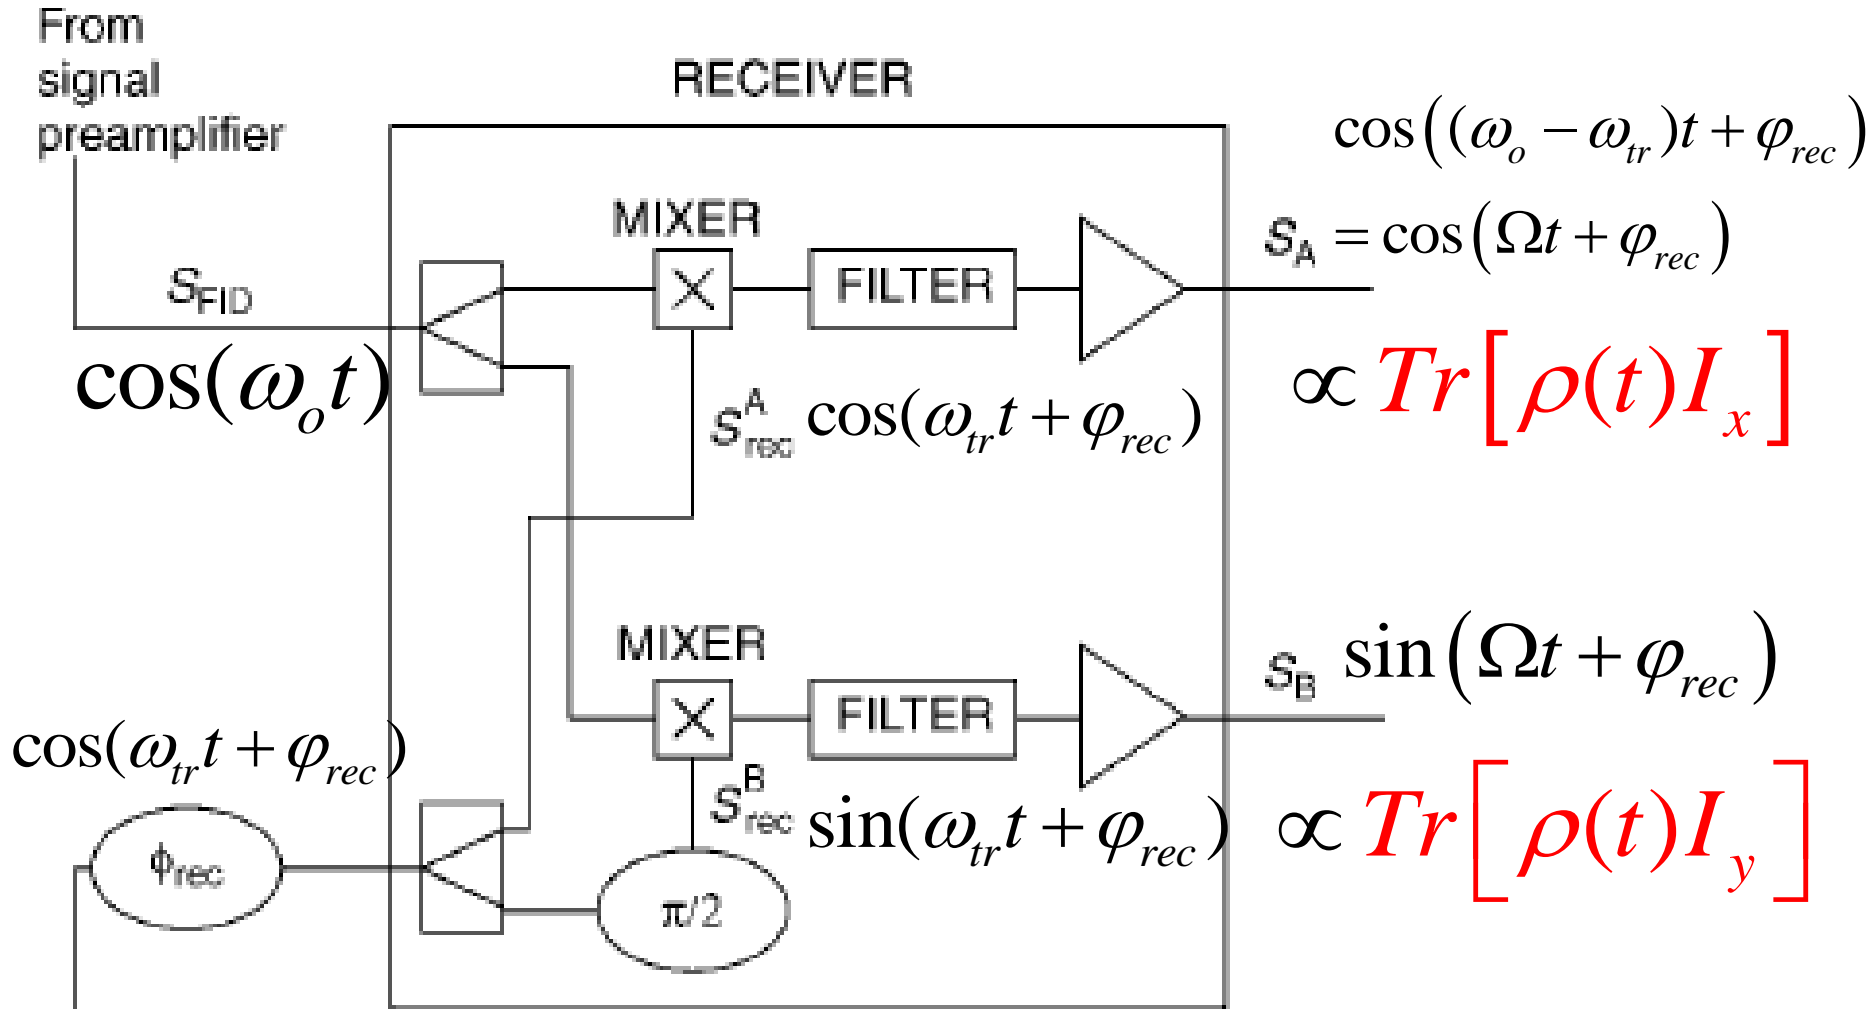 From
signal
preamplifier
RECEIVER
cos((ω_o − ω_tr)t + φ_rec)
MIXER
S_A = cos(Ωt + φ_rec)
S_FID
×
FILTER
cos(ω_o t)
∝ Tr[ρ(t)I_x]
S^A_rec cos(ω_tr t + φ_rec)
MIXER
S_B sin(Ωt + φ_rec)
×
FILTER
cos(ω_tr t + φ_rec)
S^B_rec sin(ω_tr t + φ_rec)
∝ Tr[ρ(t)I_y]
ϕ_rec
π/2